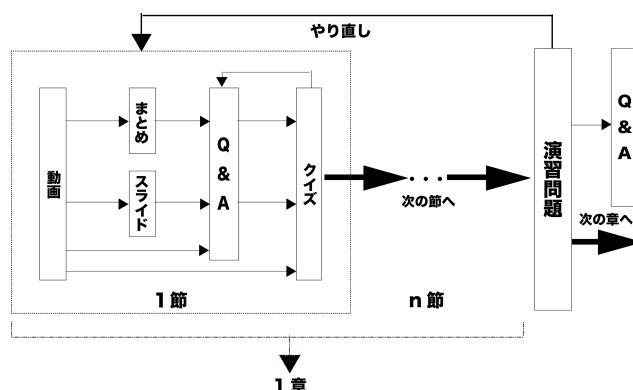 やり直し
動画
まとめ
スライド
Q & A
クイズ
次の節へ
演習問題
Q & A
次の章へ
1節
n節
1章